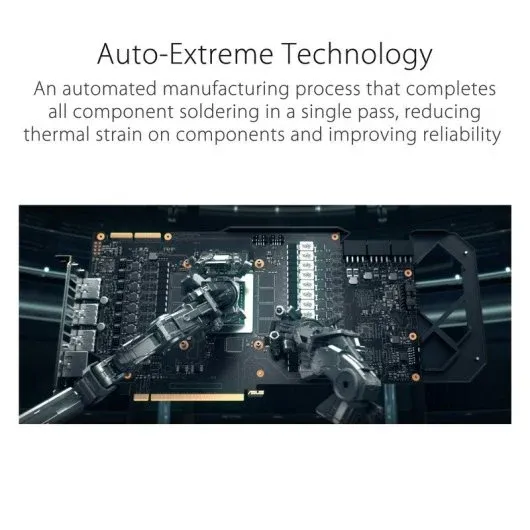 Auto-Extreme Technology
An automated manufacturing process that completes
all component soldering in a single pass, reducing
thermal strain on components and improving reliability
ASUS